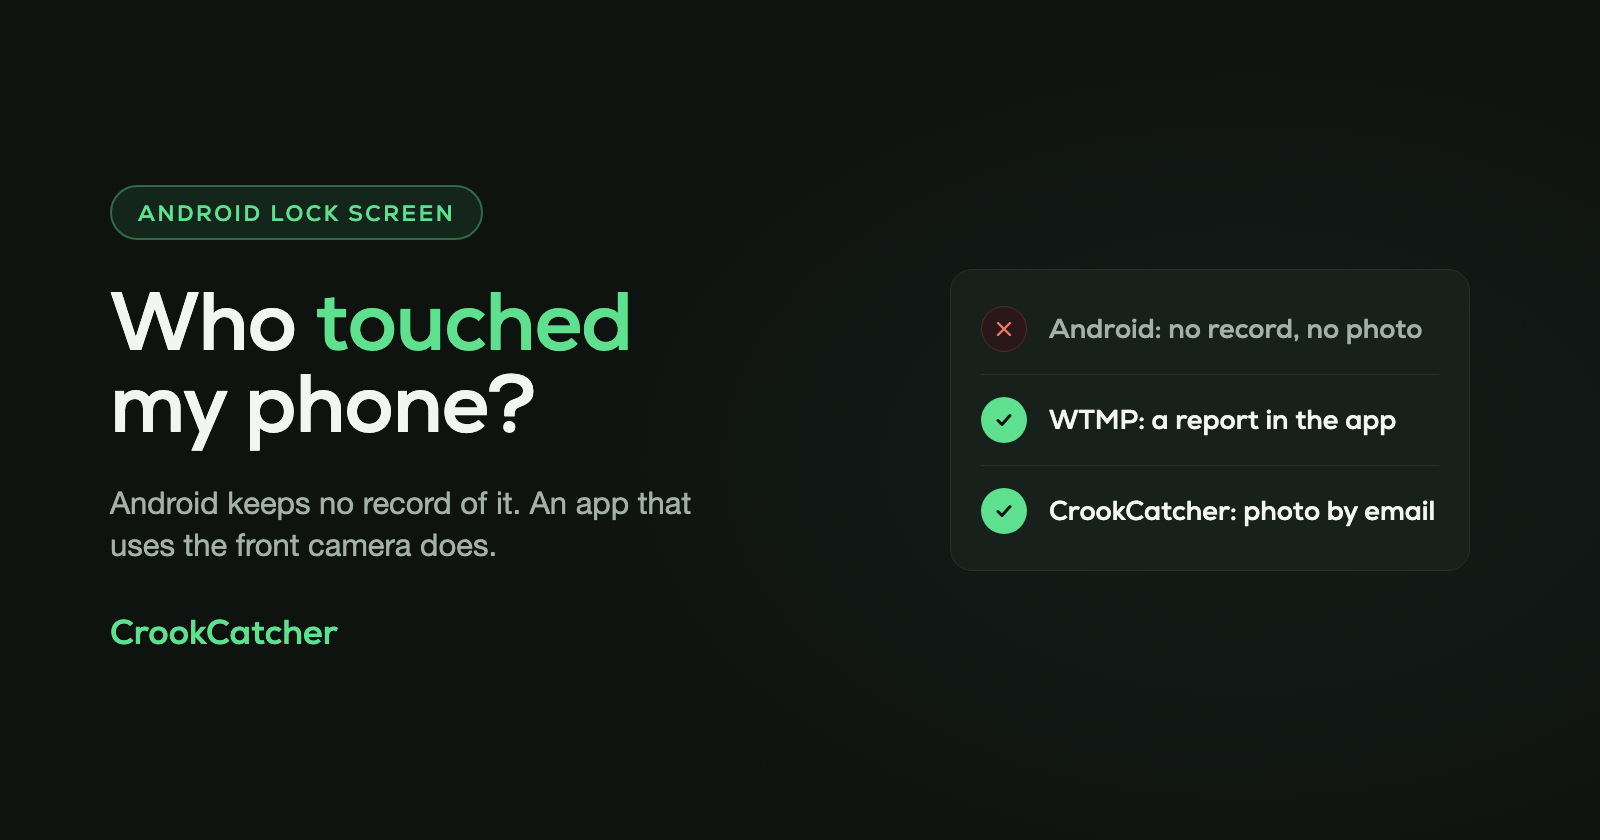 ANDROID LOCK SCREEN
Who touched
my phone?
Android keeps no record of it. An app that
uses the front camera does.
CrookCatcher
Android: no record, no photo
WTMP: a report in the app
CrookCatcher: photo by email